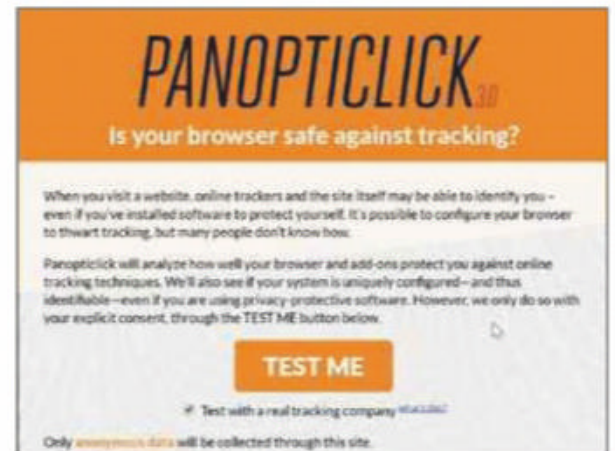 PANOPTICLICK 3.0
Is your browser safe against tracking?
When you visit a website, online trackers and the site itself may be able to identify you –
even if you've installed software to protect yourself. It's possible to configure your browser
to thwart tracking, but many people don't know how.
Panopticlick will analyze how well your browser and add-ons protect you against online
tracking techniques. We'll also see if your system is uniquely configured—and thus
identifiable—even if you are using privacy-protective software. However, we only do so with
your explicit consent, through the TEST ME button below.
TEST ME
Test with a real tracking company what's this?
Only anonymous data will be collected through this site.